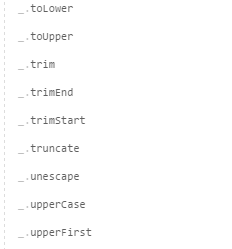 _.toLower
_.toUpper
_.trim
_.trimEnd
_.trimStart
_.truncate
_.unescape
_.upperCase
_.upperFirst